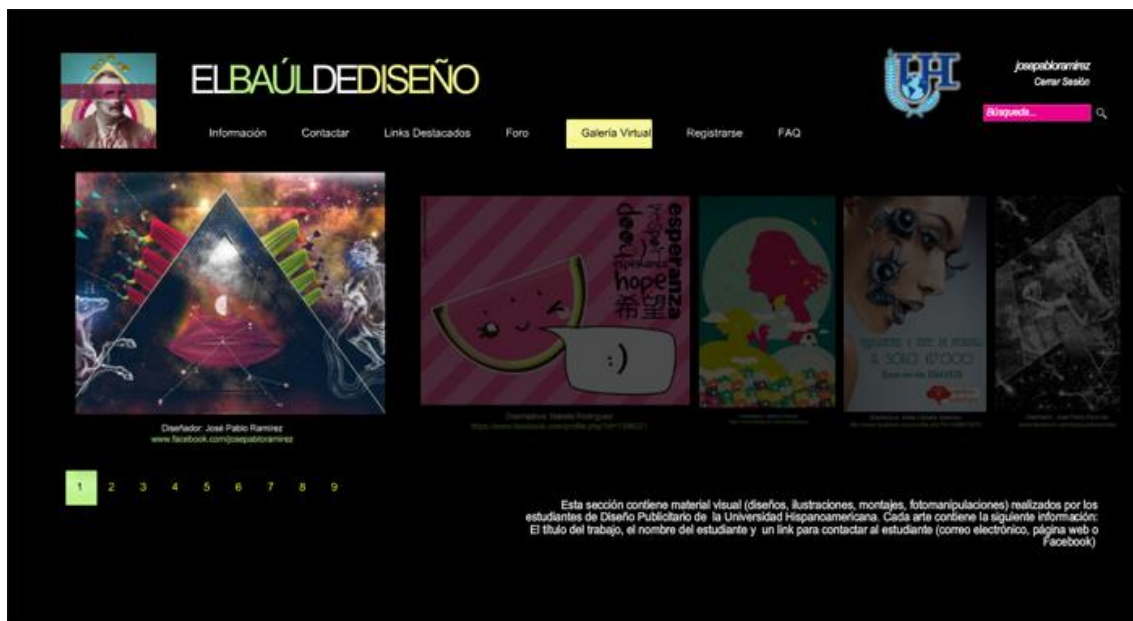 ELBAÚLDEDISEÑO
UH
josepabloramirez
Cerrar Sesión
Búsqueda...
Información Contactar Links Destacados Foro Galería Virtual Registrarse FAQ
esperanza
hope
希望
:)
Diseñador: José Pablo Ramírez
www.facebook.com/josepabloramirez
Diseñadora: Natalia Rodríguez
1 2 3 4 5 6 7 8 9
Esta sección contiene material visual (diseños, ilustraciones, montajes, fotomanipulaciones) realizados por los
estudiantes de Diseño Publicitario de la Universidad Hispanoamericana. Cada arte contiene la siguiente información:
El título del trabajo, el nombre del estudiante y un link para contactar al estudiante (correo electrónico, página web o
Facebook)